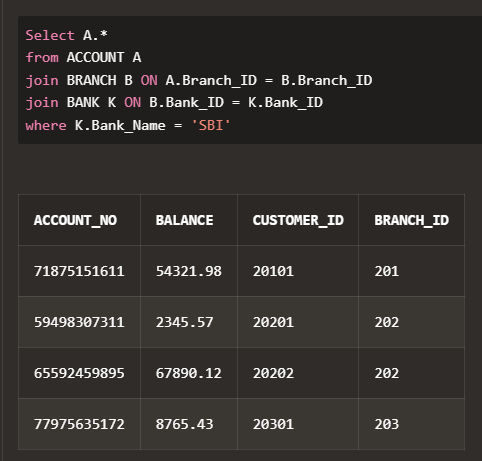 Select A.*
from ACCOUNT A
join BRANCH B ON A.Branch_ID = B.Branch_ID
join BANK K ON B.Bank_ID = K.Bank_ID
where K.Bank_Name = 'SBI'
ACCOUNT_NO BALANCE CUSTOMER_ID BRANCH_ID
71875151611 54321.98 20101 201
59498307311 2345.57 20201 202
65592459895 67890.12 20202 202
77975635172 8765.43 20301 203